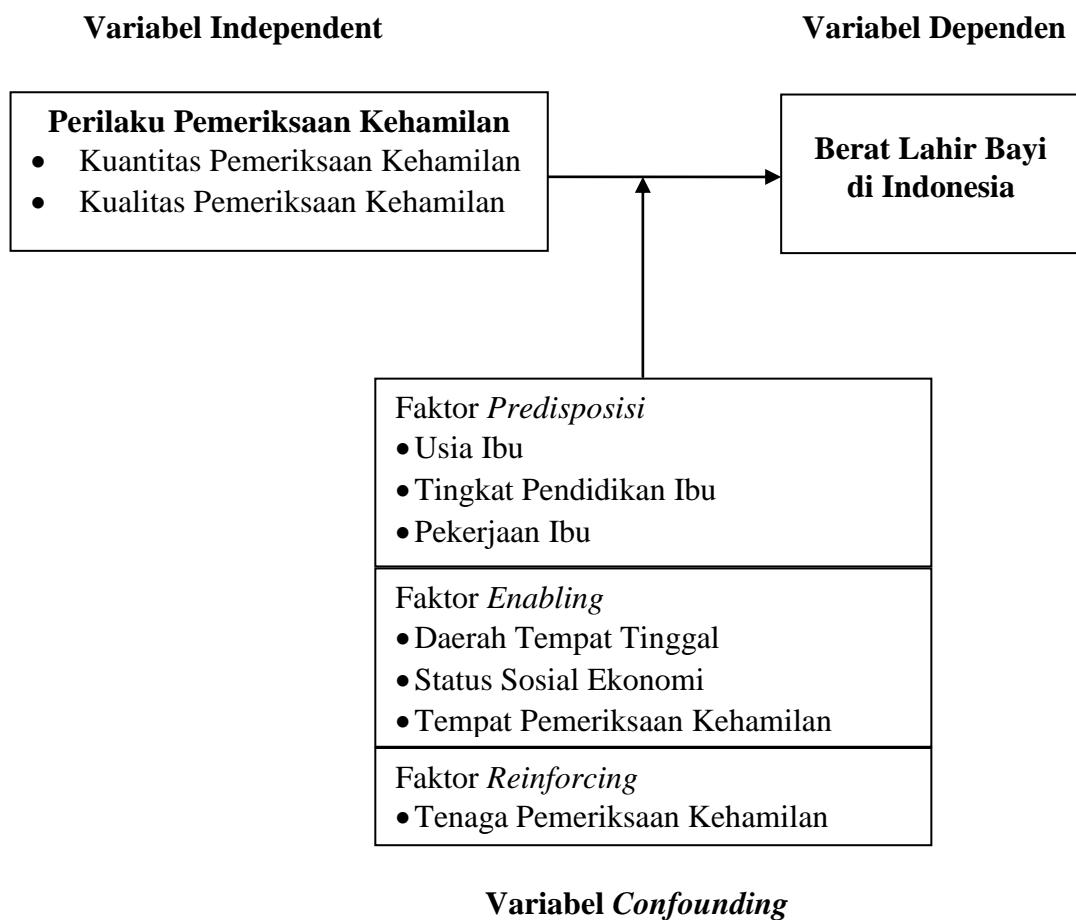 Variabel Independent
Variabel Dependen
Perilaku Pemeriksaan Kehamilan
• Kuantitas Pemeriksaan Kehamilan
• Kualitas Pemeriksaan Kehamilan
Berat Lahir Bayi
di Indonesia
Faktor Predisposisi
• Usia Ibu
• Tingkat Pendidikan Ibu
• Pekerjaan Ibu
Faktor Enabling
• Daerah Tempat Tinggal
• Status Sosial Ekonomi
• Tempat Pemeriksaan Kehamilan
Faktor Reinforcing
• Tenaga Pemeriksaan Kehamilan
Variabel Confounding